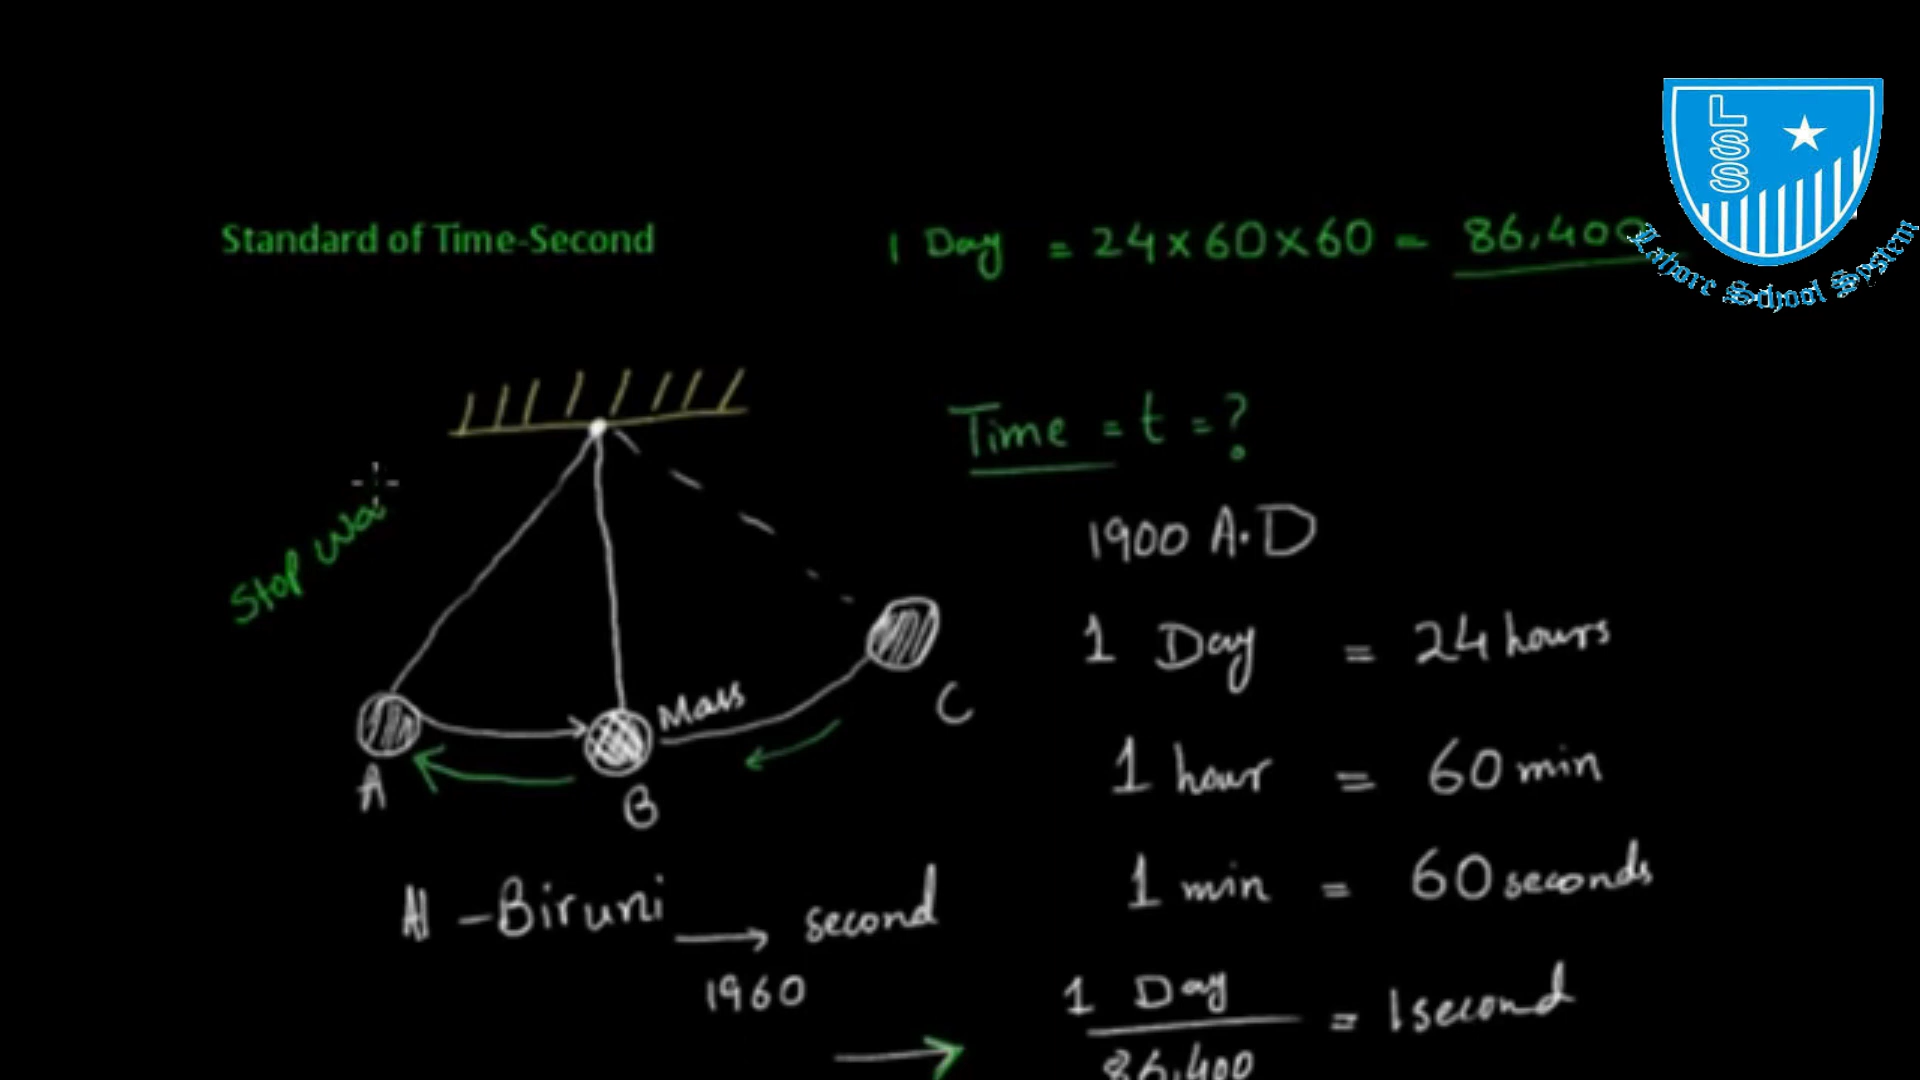 LSS
Lahore School System
Standard of Time-Second
1 Day = 24 x 60 x 60 = 86,400
Time = t = ?
1900 A.D
Stop wa
1 Day = 24 hours
Mass
C
1 hour = 60 min
A
B
1 min = 60 seconds
Al-Biruni → second
1960
1 Day = 1 second
86,400